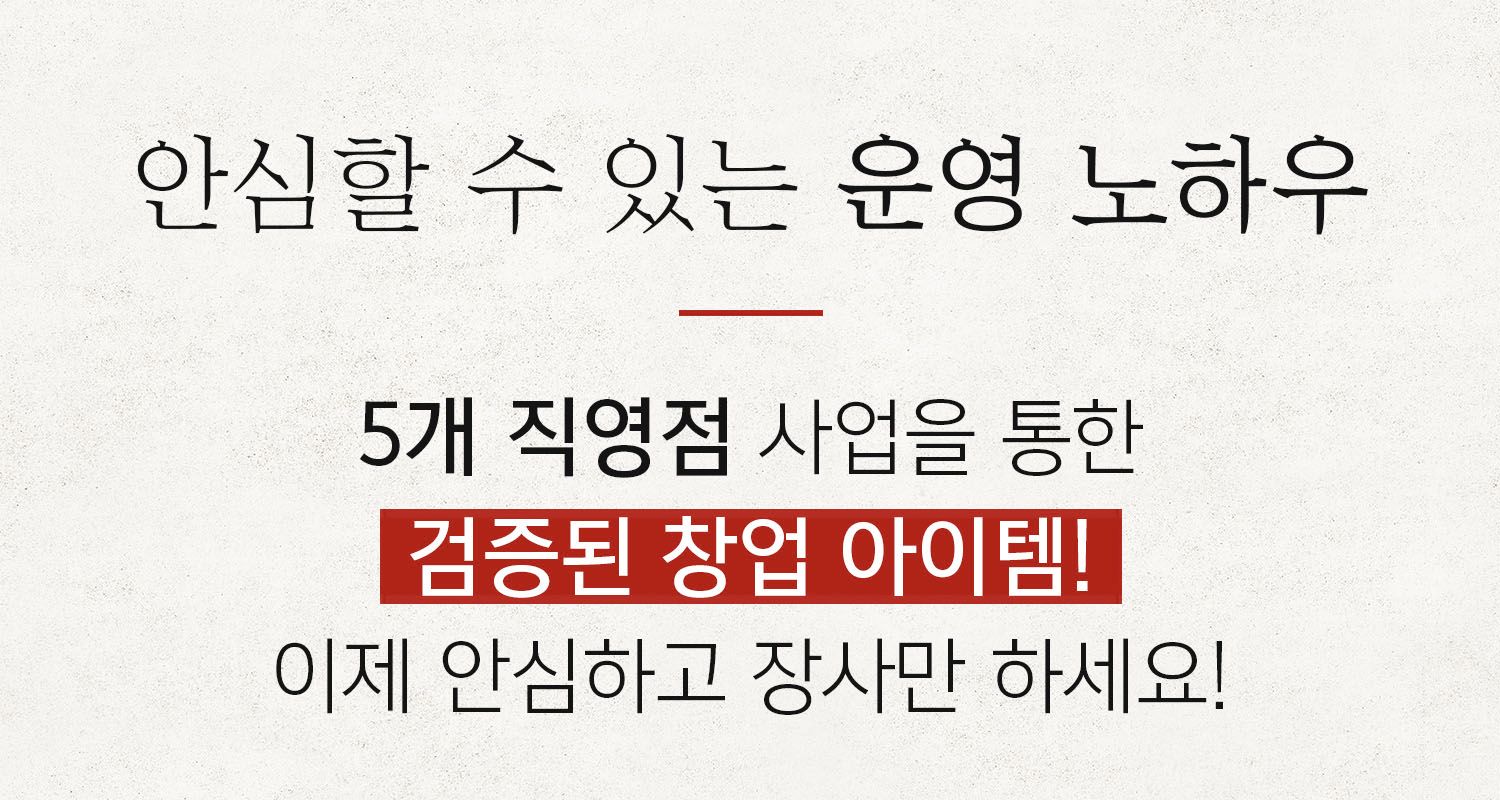 안심할 수 있는 운영 노하우
5개 직영점 사업을 통한
검증된 창업 아이템!
이제 안심하고 장사만 하세요!